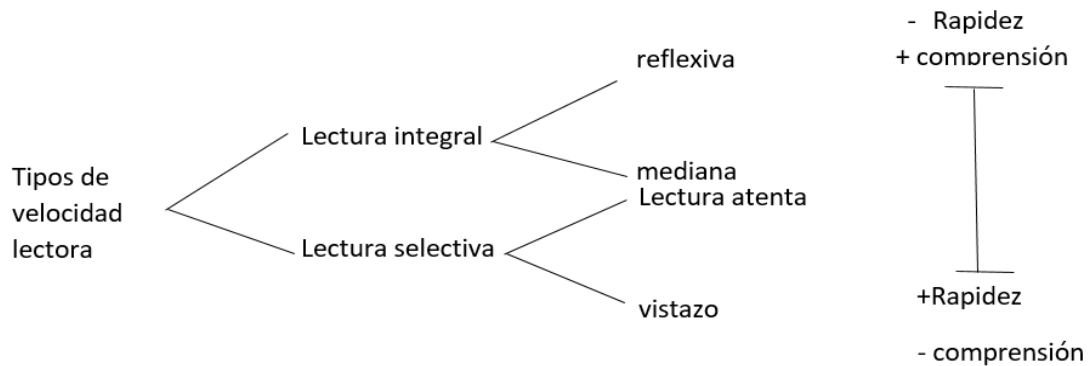 Tipos de
velocidad
lectora
Lectura integral
reflexiva
mediana
Lectura selectiva
Lectura atenta
vistazo
- Rapidez
+ comprensión
+Rapidez
- comprensión